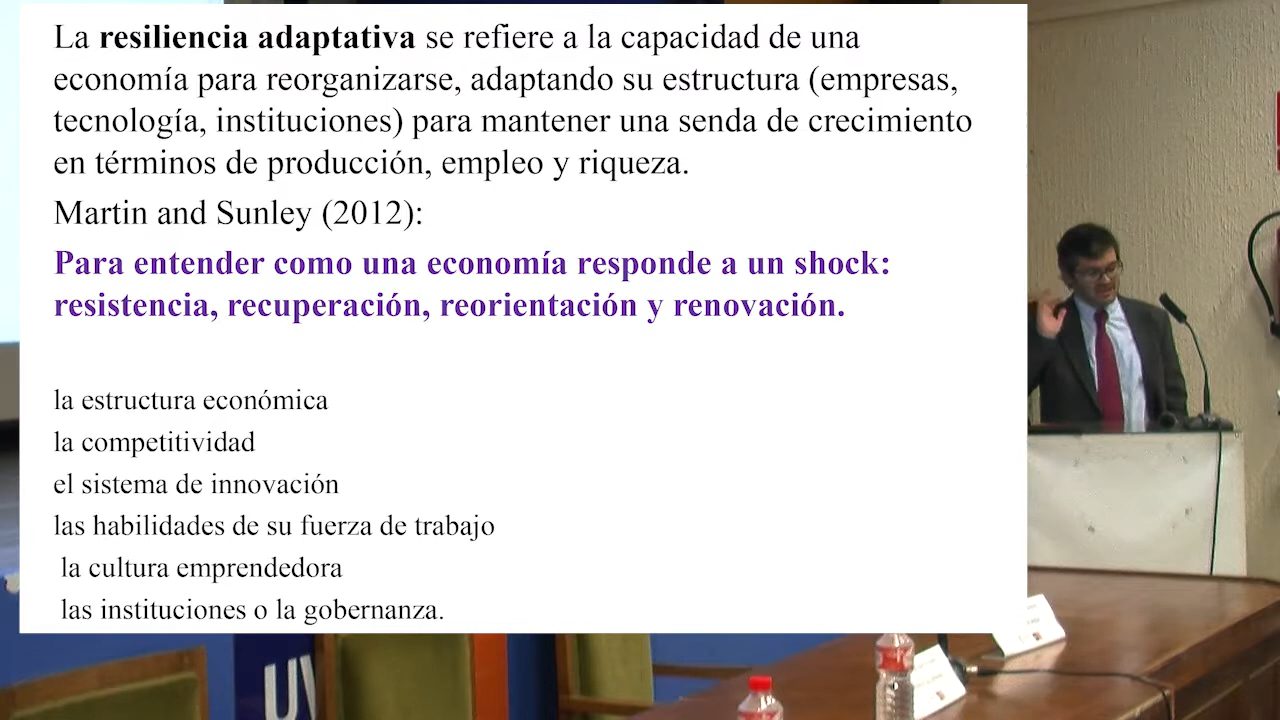 La resiliencia adaptativa se refiere a la capacidad de una
economía para reorganizarse, adaptando su estructura (empresas,
tecnología, instituciones) para mantener una senda de crecimiento
en términos de producción, empleo y riqueza.
Martin and Sunley (2012):
Para entender como una economía responde a un shock:
resistencia, recuperación, reorientación y renovación.
la estructura económica
la competitividad
el sistema de innovación
las habilidades de su fuerza de trabajo
la cultura emprendedora
las instituciones o la gobernanza.